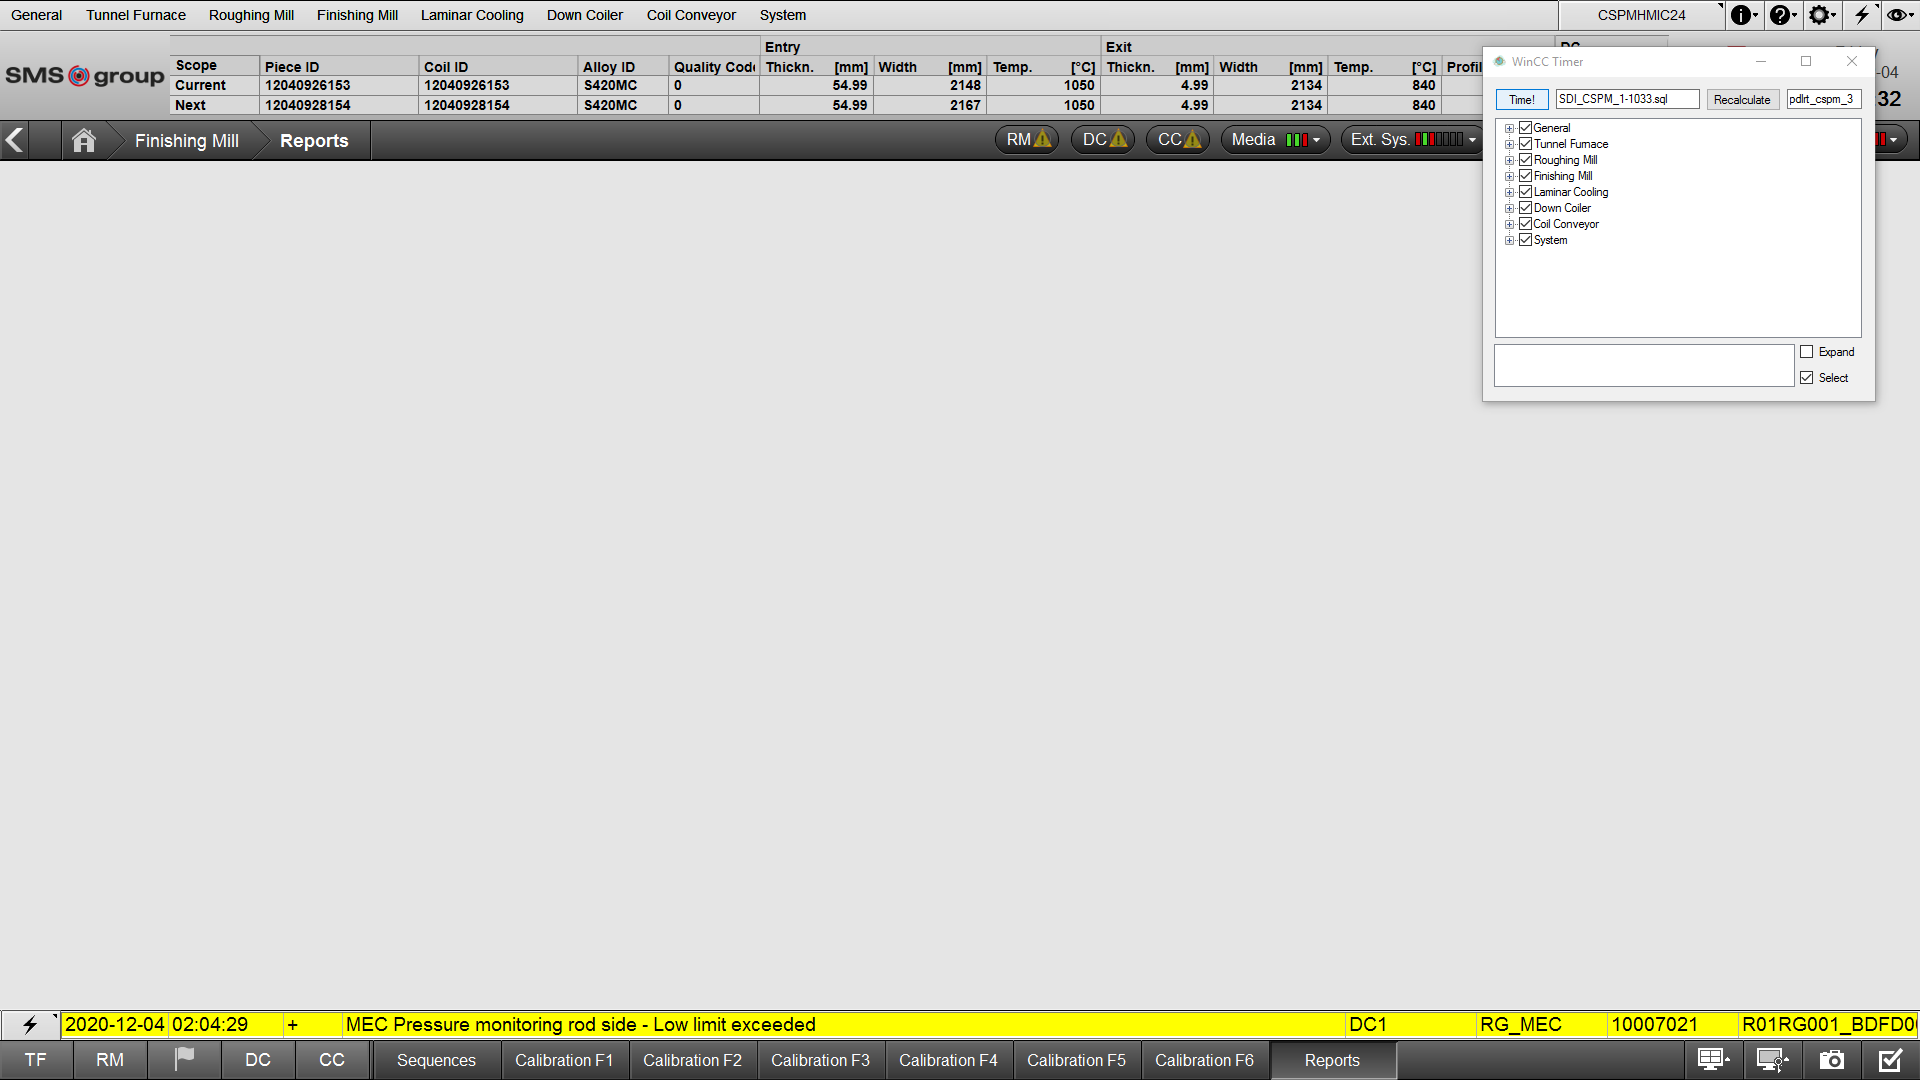 General Tunnel Furnace Roughing Mill Finishing Mill Laminar Cooling Down Coiler Coil Conveyor System CSPMHMIC24
Entry Exit
Scope Piece ID Coil ID Alloy ID Quality Thickn. [mm] Width [mm] Temp. [°C] Thickn. [mm] Width [mm] Temp. [°C]
Current 12040926153 12040926153 S420MC 0 54.99 2148 1050 4.99 2134 840
Next 12040928154 12040928154 S420MC 0 54.99 2167 1050 4.99 2134 840
SMS group
-04
32
WinCC Timer
Time! SDI_CSPM_1-1033.sql Recalculate pdlrt_cspm_3
General
Tunnel Furnace
Roughing Mill
Finishing Mill
Laminar Cooling
Down Coiler
Coil Conveyor
System
Expand
Select
Finishing Mill Reports RM DC CC Media Ext. Sys.
2020-12-04 02:04:29 + MEC Pressure monitoring rod side - Low limit exceeded DC1 RG_MEC 10007021 R01RG001_BDFD0
TF RM DC CC Sequences Calibration F1 Calibration F2 Calibration F3 Calibration F4 Calibration F5 Calibration F6 Reports